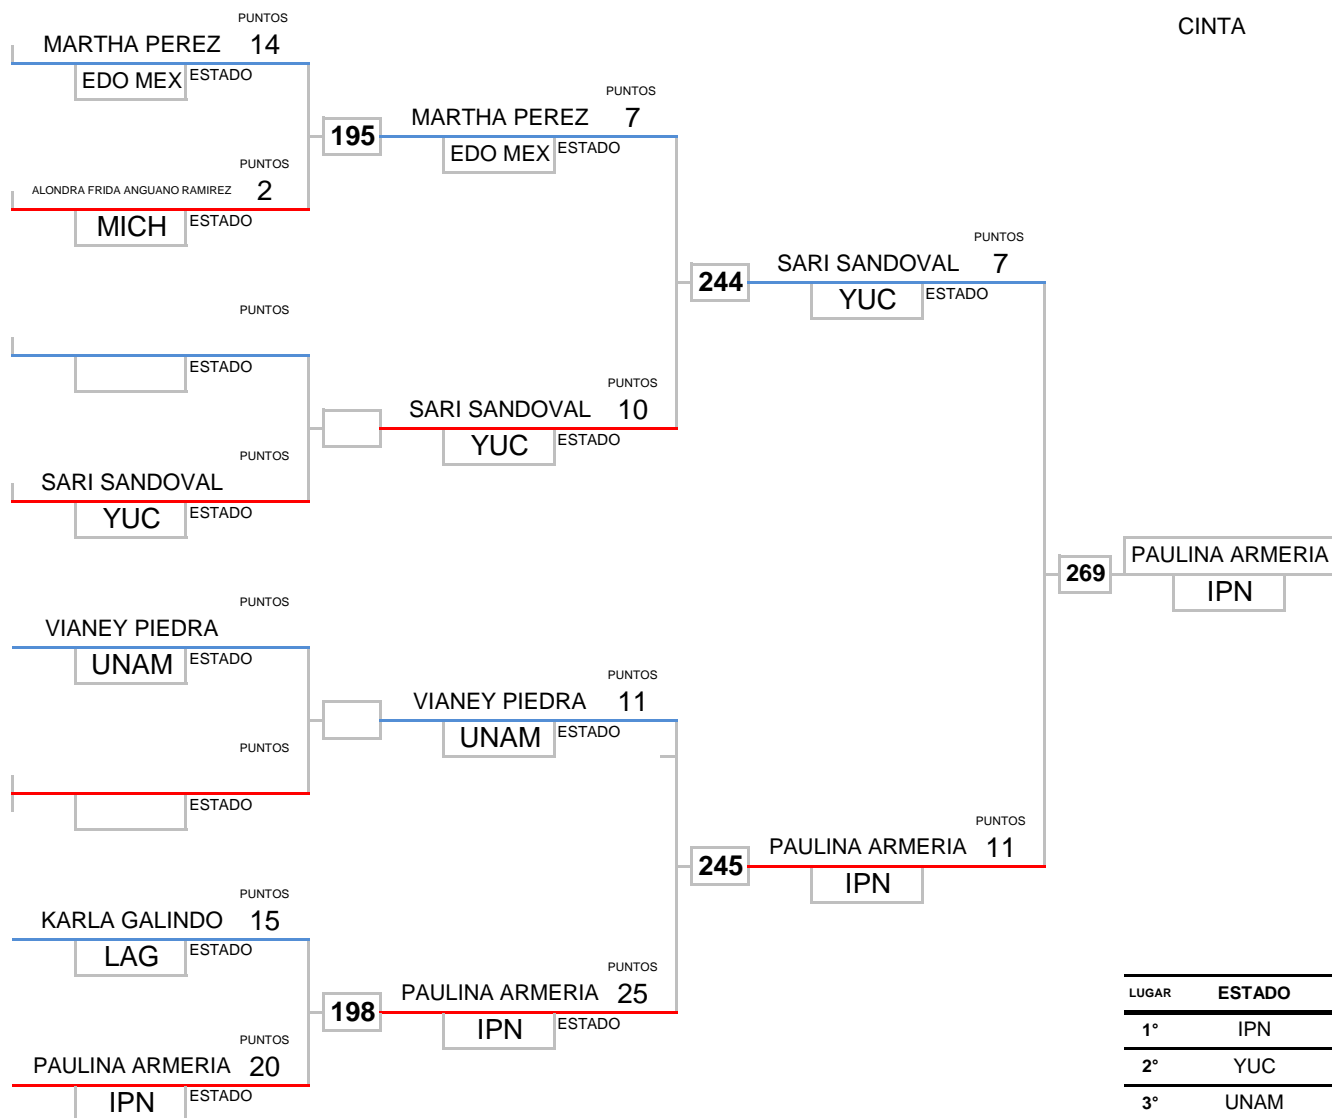 CINTA
PUNTOS
MARTHA PEREZ 14
EDO MEX ESTADO
PUNTOS
ALONDRA FRIDA ANGUANO RAMIREZ 2
MICH ESTADO
PUNTOS
ESTADO
PUNTOS
SARI SANDOVAL
YUC ESTADO
PUNTOS
VIANEY PIEDRA
UNAM ESTADO
PUNTOS
ESTADO
PUNTOS
KARLA GALINDO 15
LAG ESTADO
PUNTOS
PAULINA ARMERIA 20
IPN ESTADO
195
198
PUNTOS
MARTHA PEREZ 7
EDO MEX ESTADO
PUNTOS
SARI SANDOVAL 10
YUC ESTADO
PUNTOS
VIANEY PIEDRA 11
UNAM ESTADO
PUNTOS
PAULINA ARMERIA 25
IPN ESTADO
244
245
PUNTOS
SARI SANDOVAL 7
YUC ESTADO
PUNTOS
PAULINA ARMERIA 11
IPN
269
PAULINA ARMERIA
IPN
LUGAR ESTADO
1° IPN
2° YUC
3° UNAM